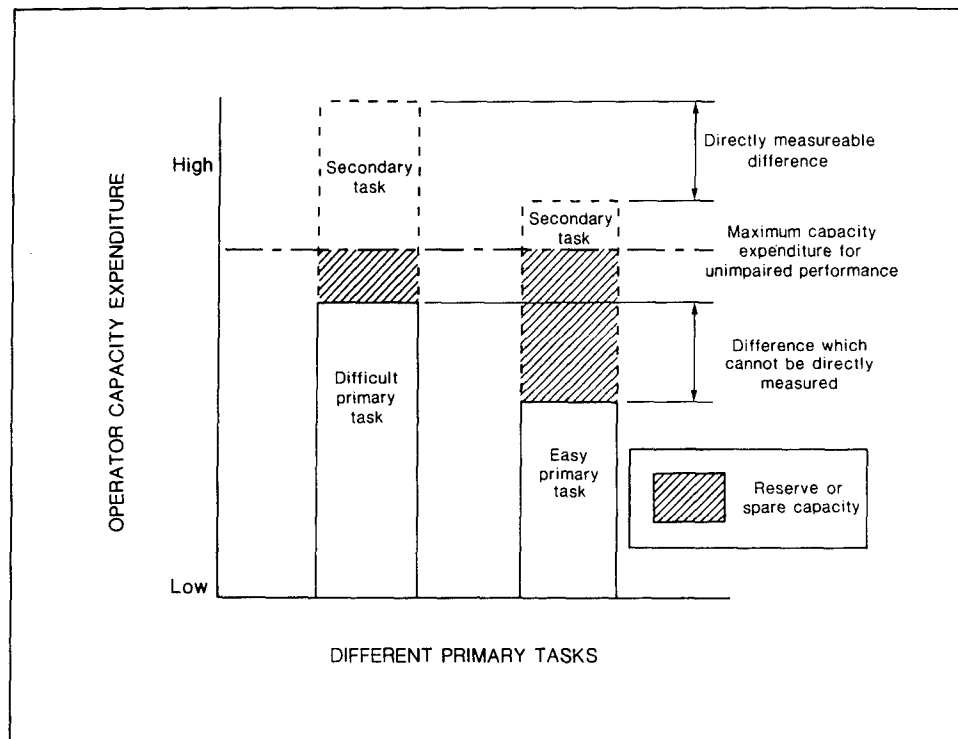 High
Low
OPERATOR CAPACITY EXPENDITURE
Secondary
task
Difficult
primary
task
Secondary
task
Easy
primary
task
Directly measureable
difference
Maximum capacity
expenditure for
unimpaired performance
Difference which
cannot be directly
measured
Reserve or
spare capacity
DIFFERENT PRIMARY TASKS